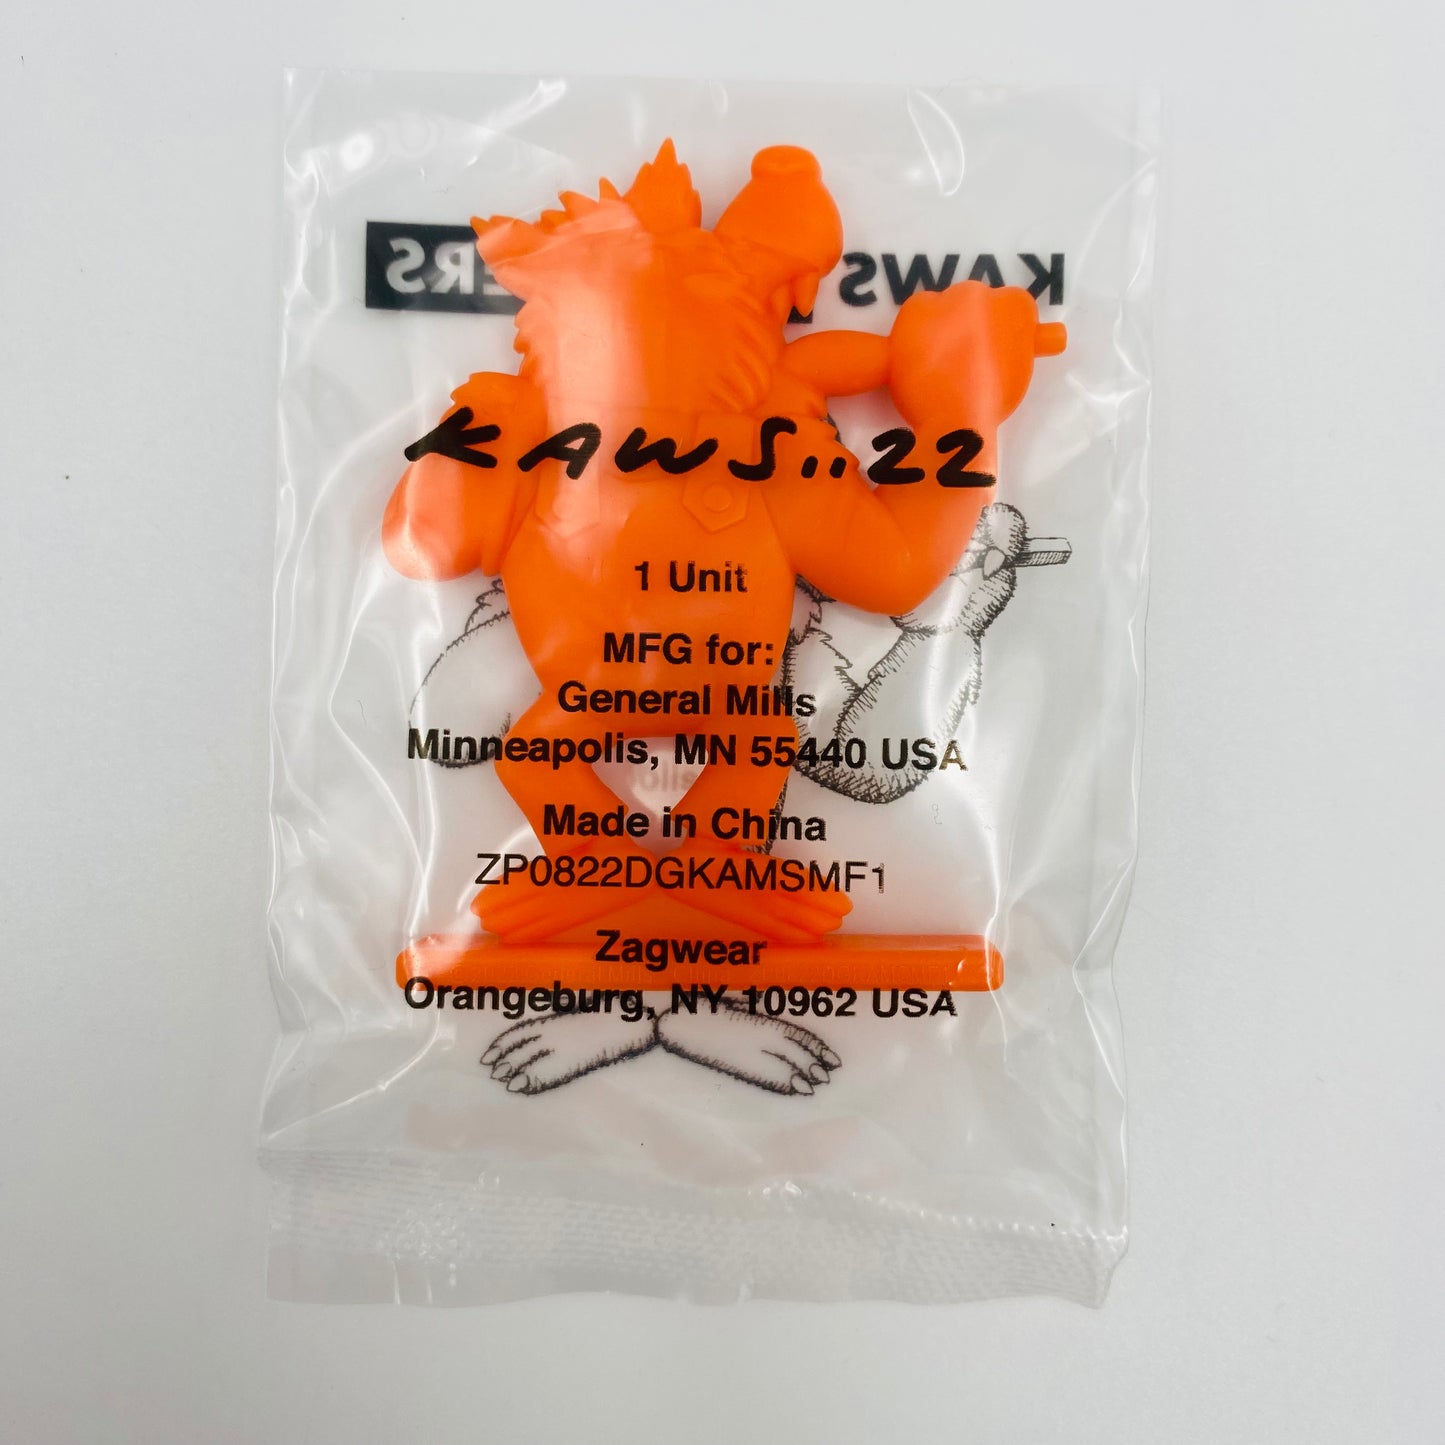 KAWS
ERS
KAWS..22
1 Unit
MFG for:
General Mills
Minneapolis, MN 55440 USA
Made in China
ZP0822DGKAMSMF1
Zagwear
Orangeburg, NY 10962 USA